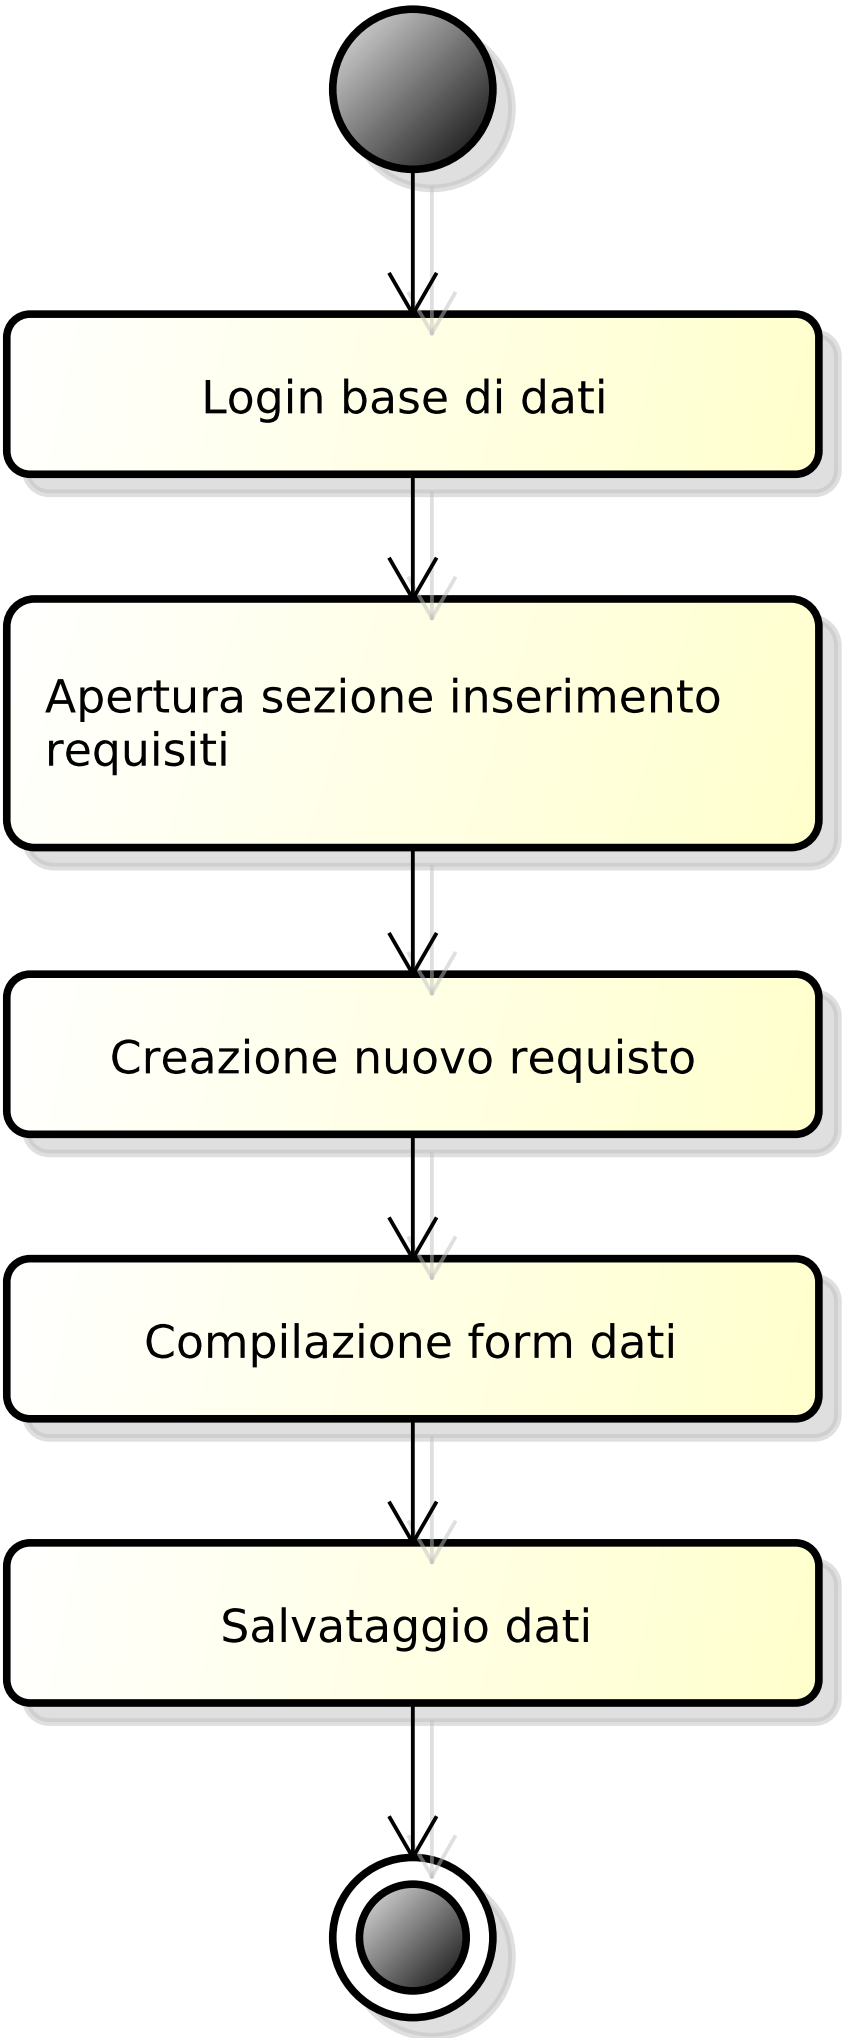 Login base di dati
Apertura sezione inserimento
requisiti
Creazione nuovo requisto
Compilazione form dati
Salvataggio dati